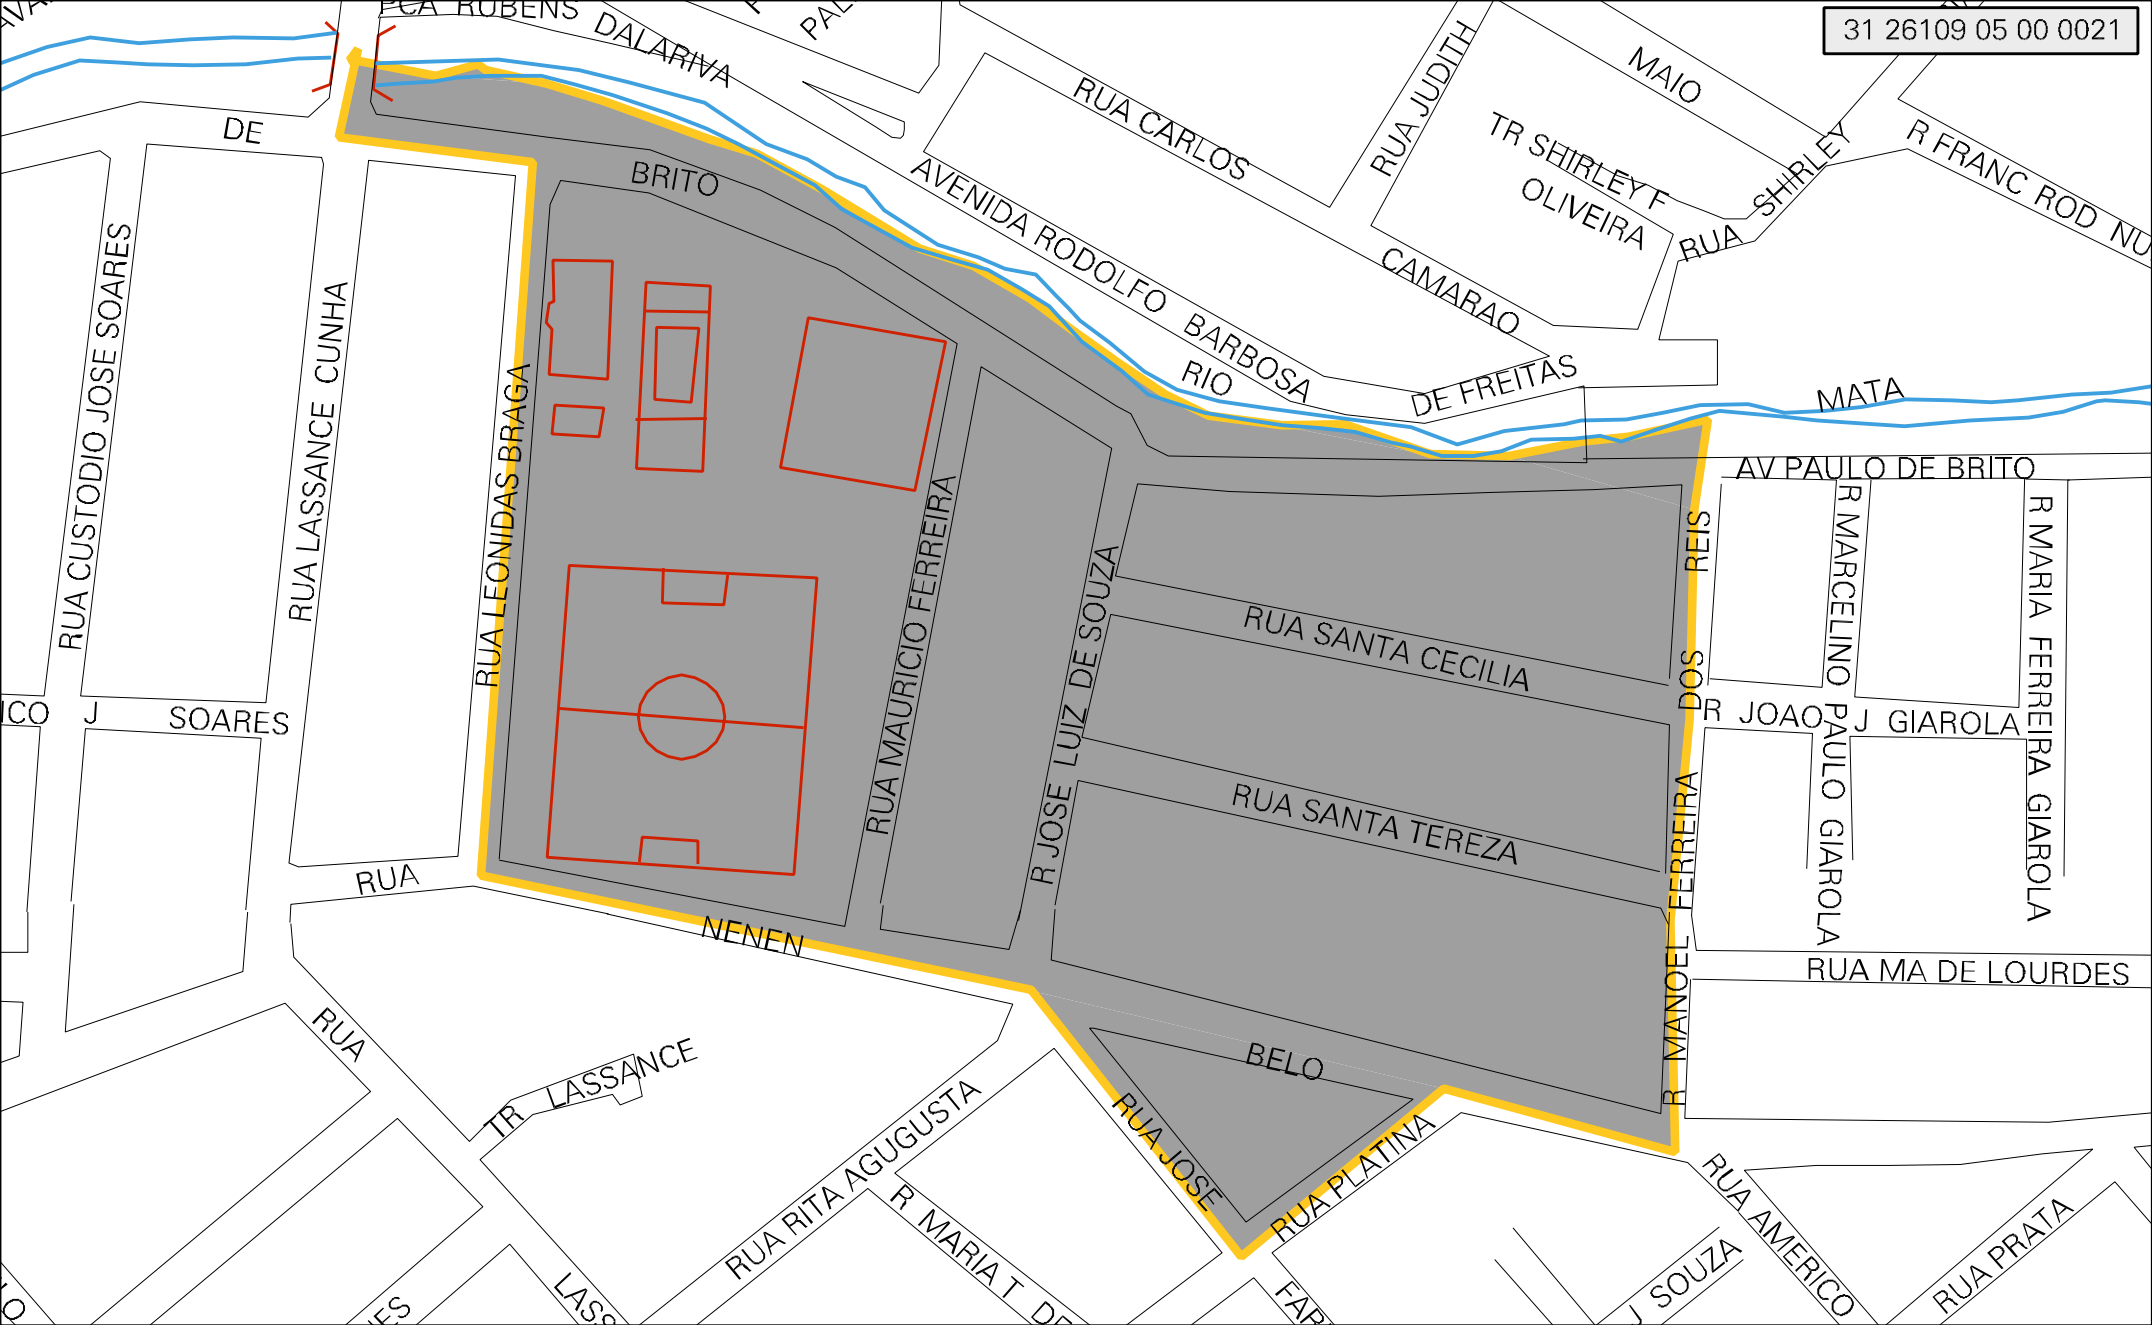 PCA RUBENS DALARIVA
31 26109 05 00 0021
MAIO
RUA JUDITH
RUA CARLOS
CAMARAO
TR SHIRLEY F
OLIVEIRA
RUA SHIRLEY
R FRANC ROD NU
DE
BRITO
AVENIDA RODOLFO BARBOSA
DE FREITAS
RIO
MATA
AV PAULO DE BRITO
RUA CUSTODIO JOSE SOARES
RUA LASSANCE CUNHA
RUA LEONIDAS BRAGA
RUA MAURICIO FERREIRA
R JOSE LUIZ DE SOUZA
RUA SANTA CECILIA
RUA SANTA TEREZA
R MANOEL FERREIRA DOS REIS
R MARCELINO PAULO GIAROLA
R MARIA FERREIRA GIAROLA
R JOAO J GIAROLA
ICO J SOARES
RUA
NENEN
BELO
RUA MA DE LOURDES
RUA
LASS
TR LASSANCE
RUA RITA AGUGUSTA
R MARIA T DE
RUA JOSE
FAR
RUA PLATINA
RUA AMERICO
J SOUZA
RUA PRATA